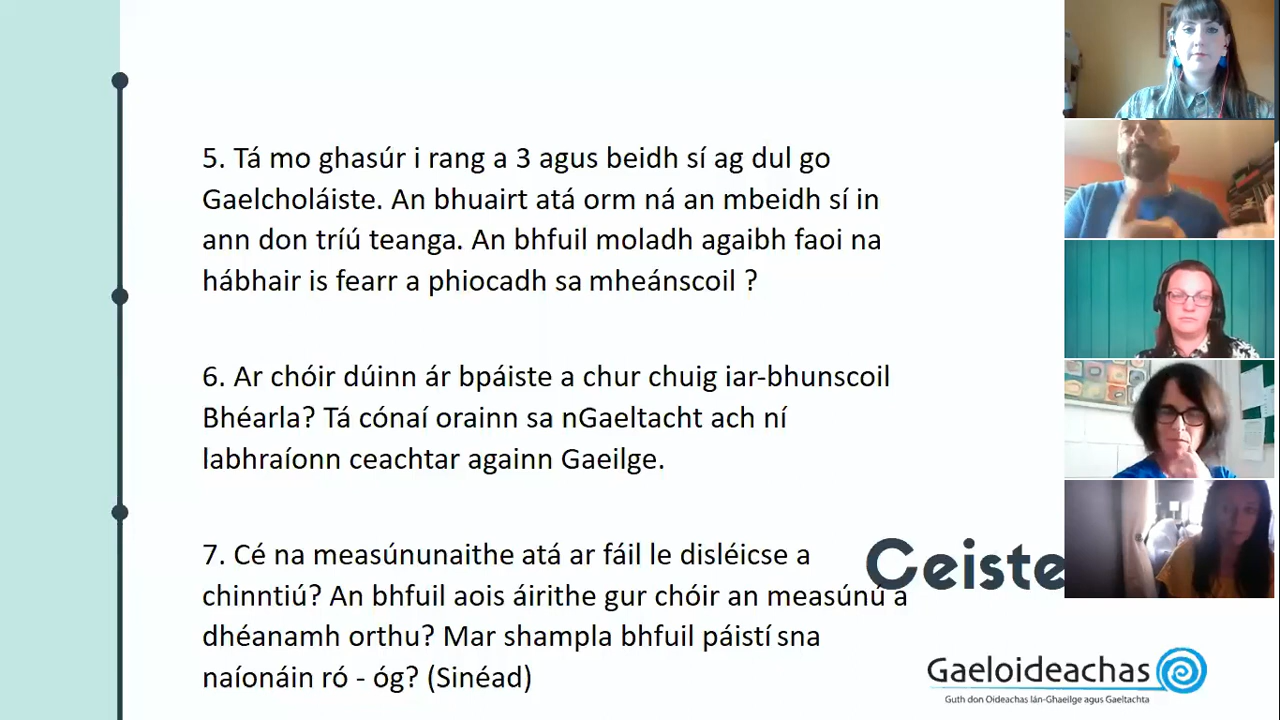 5. Tá mo ghasúr i rang a 3 agus beidh sí ag dul go
Gaelcholáiste. An bhuairt atá orm ná an mbeidh sí in
ann don tríú teanga. An bhfuil moladh agaibh faoi na
hábhair is fearr a phiocadh sa mheánscoil ?
6. Ar chóir dúinn ar bpáiste a chur chuig iar-bhunscoil
Bhéarla? Tá cónaí orainn sa nGaeltacht ach ní
labhraíonn ceachtar againn Gaeilge.
7. Cé na measúnunaithe atá ar fáil le disléicse a
chinntiú? An bhfuil aois áirithe gur chóir an measúnú a
dhéanamh orthu? Mar shampla bhfuil páistí sna
naíonáin ró - óg? (Sinéad)
Ceiste
Gaeloideachas
Guth don Oideachas lán-Ghaeilge agus Gaeltachta